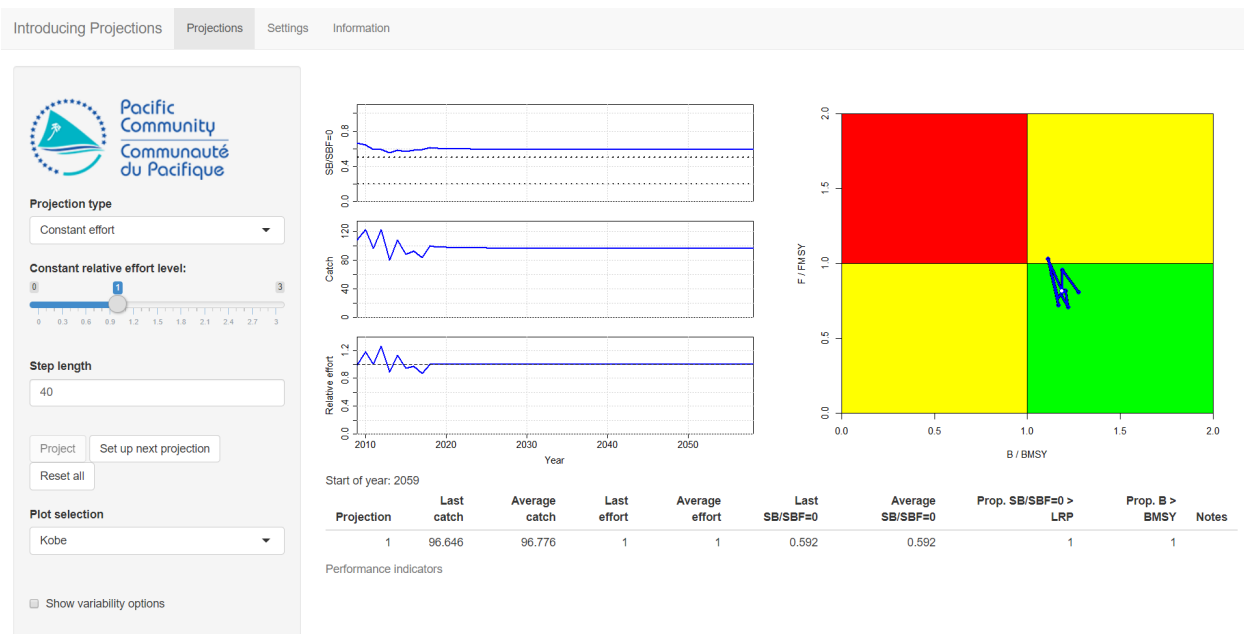 Introducing Projections Projections Settings Information
Pacific
Community
Communauté
du Pacifique
Projection type
Constant effort
Constant relative effort level:
0 1 3
0 0.3 0.6 0.9 1.2 1.5 1.8 2.1 2.4 2.7 3
Step length
40
Project Set up next projection
Reset all
Plot selection
Kobe
Show variability options
SB/SBF=0
0.0 0.4 0.8
Catch
0 40 80 120
Relative effort
0.0 0.4 0.8 1.2
2010 2020 2030 2040 2050
Year
F / FMSY
0.0 0.5 1.0 1.5 2.0
0.0 0.5 1.0 1.5 2.0
B / BMSY
Start of year: 2059
Last Average Last Average Last Average Prop. SB/SBF=0 > Prop. B >
Projection catch catch effort effort SB/SBF=0 SB/SBF=0 LRP BMSY Notes
1 96.646 96.776 1 1 0.592 0.592 1 1
Performance indicators